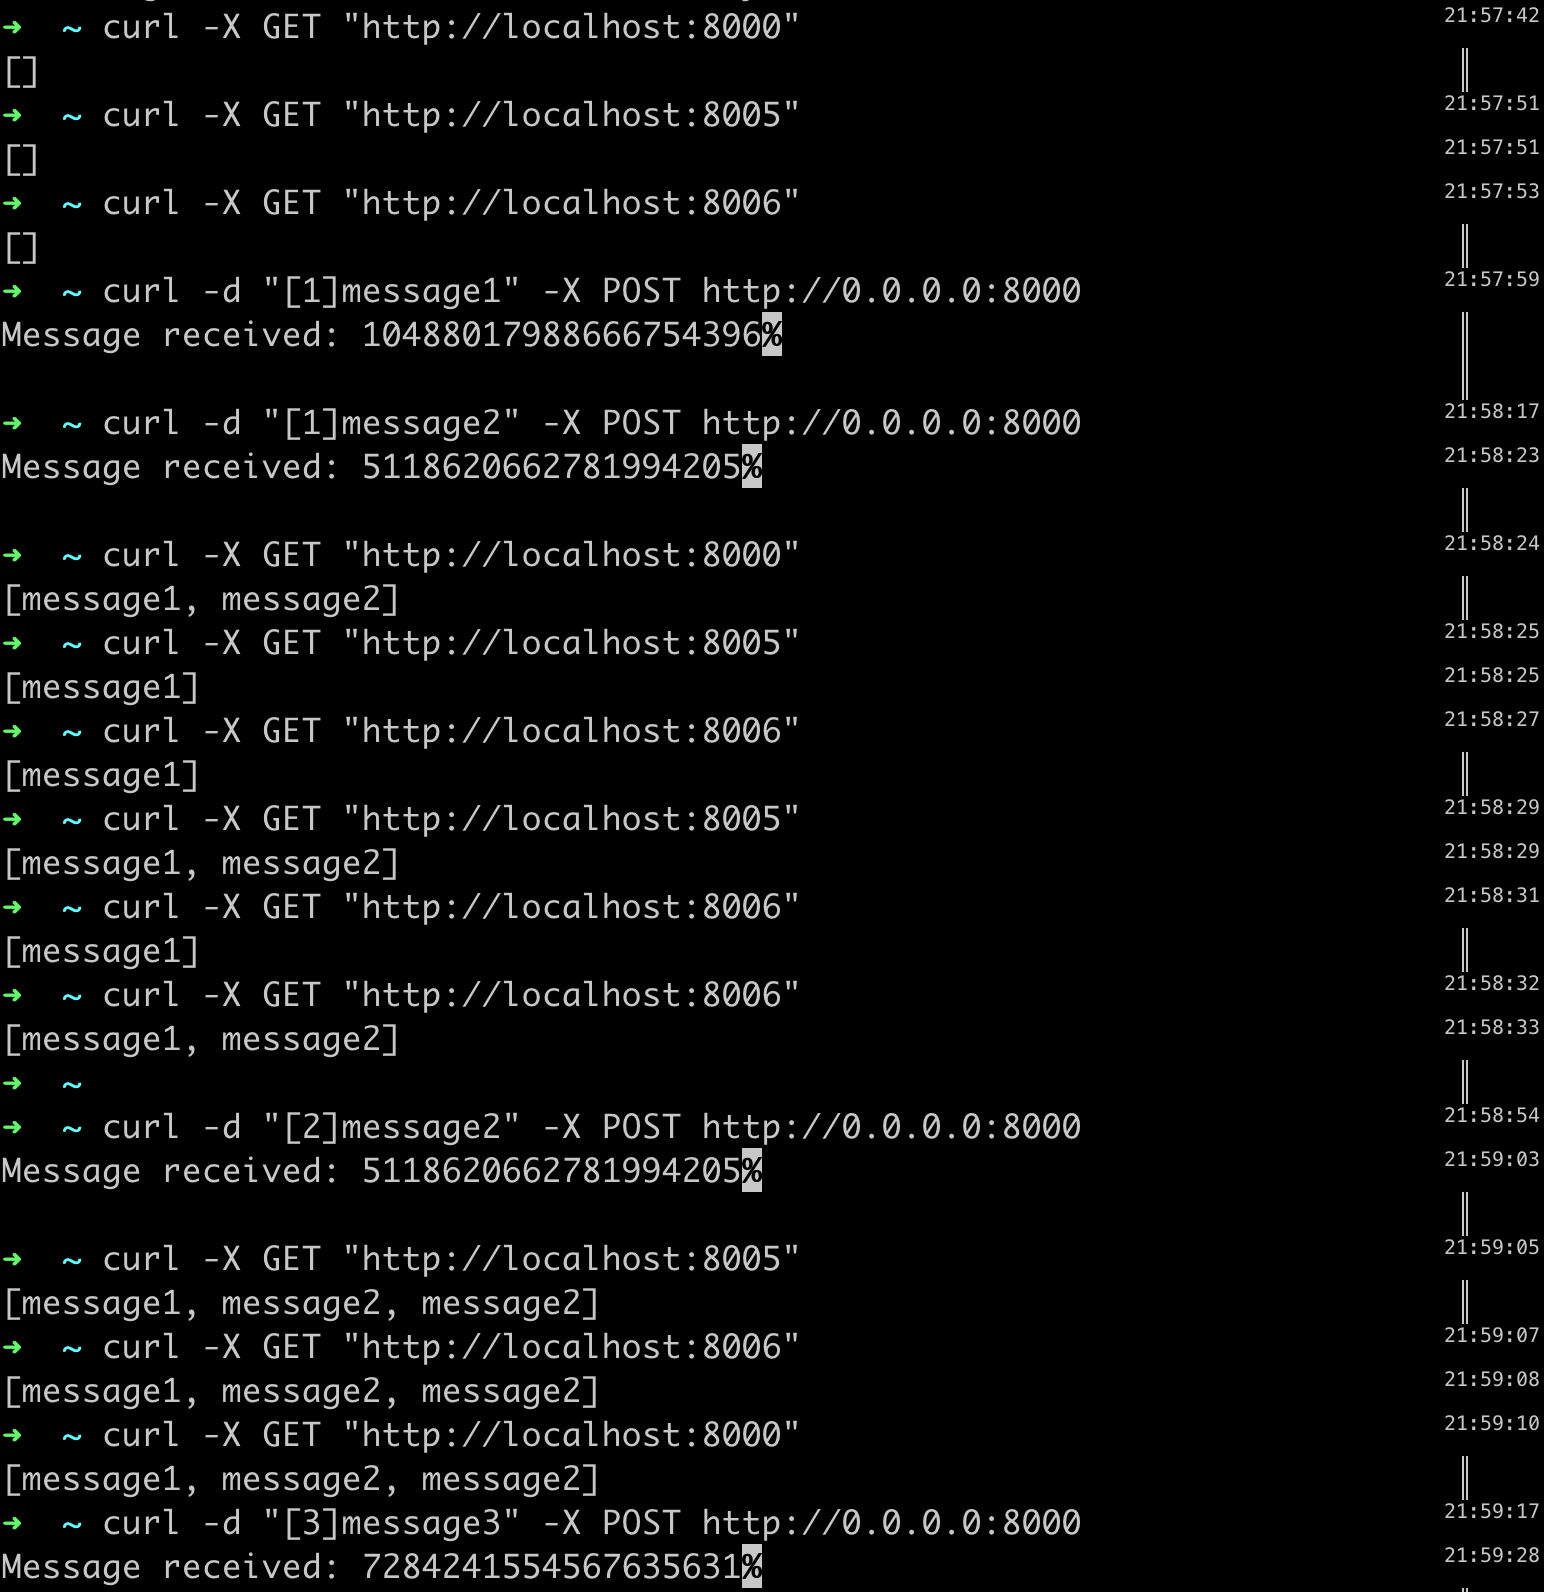 ➜ ~ curl -X GET "http://localhost:8000" 21:57:42
[]
➜ ~ curl -X GET "http://localhost:8005" 21:57:51
[] 21:57:51
➜ ~ curl -X GET "http://localhost:8006" 21:57:53
[]
➜ ~ curl -d "[1]message1" -X POST http://0.0.0.0:8000 21:57:59
Message received: 10488017988666754396%
➜ ~ curl -d "[1]message2" -X POST http://0.0.0.0:8000 21:58:17
Message received: 5118620662781994205% 21:58:23
➜ ~ curl -X GET "http://localhost:8000" 21:58:24
[message1, message2]
➜ ~ curl -X GET "http://localhost:8005" 21:58:25
[message1] 21:58:25
➜ ~ curl -X GET "http://localhost:8006" 21:58:27
[message1]
➜ ~ curl -X GET "http://localhost:8005" 21:58:29
[message1, message2] 21:58:29
➜ ~ curl -X GET "http://localhost:8006" 21:58:31
[message1]
➜ ~ curl -X GET "http://localhost:8006" 21:58:32
[message1, message2] 21:58:33
➜ ~
➜ ~ curl -d "[2]message2" -X POST http://0.0.0.0:8000 21:58:54
Message received: 5118620662781994205% 21:59:03
➜ ~ curl -X GET "http://localhost:8005" 21:59:05
[message1, message2, message2]
➜ ~ curl -X GET "http://localhost:8006" 21:59:07
[message1, message2, message2] 21:59:08
➜ ~ curl -X GET "http://localhost:8000" 21:59:10
[message1, message2, message2]
➜ ~ curl -d "[3]message3" -X POST http://0.0.0.0:8000 21:59:17
Message received: 7284241554567635631% 21:59:28